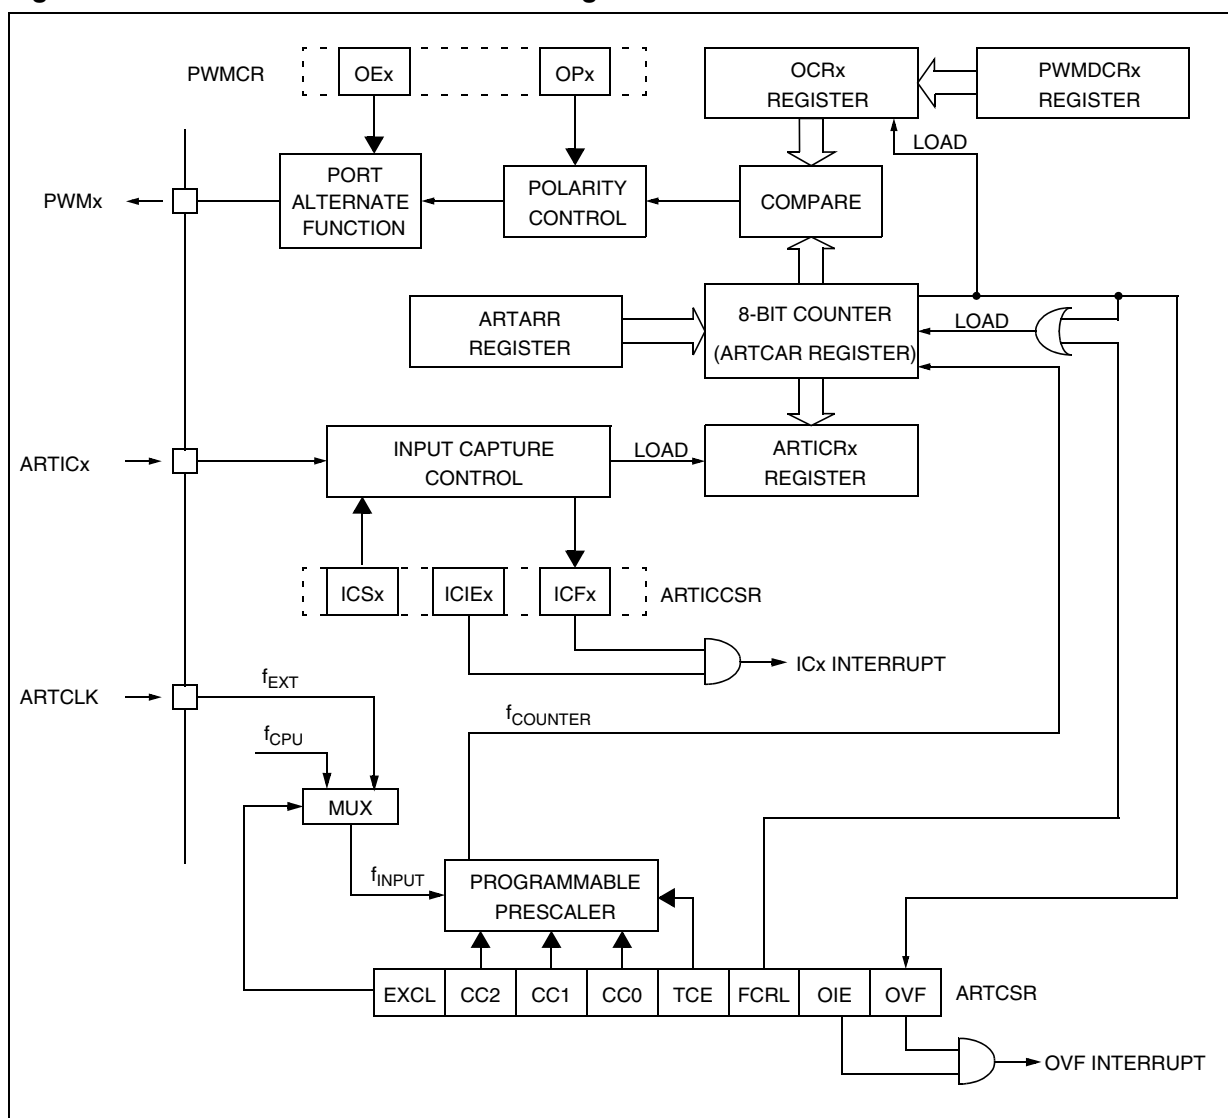 PWMCR
OEx
OPx
OCRx
REGISTER
PWMDCRx
REGISTER
LOAD
PWMx
PORT
ALTERNATE
FUNCTION
POLARITY
CONTROL
COMPARE
ARTARR
REGISTER
8-BIT COUNTER
(ARTCAR REGISTER)
LOAD
ARTICx
INPUT CAPTURE
CONTROL
LOAD
ARTICRx
REGISTER
ICSx
ICIEx
ICFx
ARTICCSR
ICx INTERRUPT
ARTCLK
fEXT
fCPU
fCOUNTER
MUX
fINPUT
PROGRAMMABLE
PRESCALER
EXCL
CC2
CC1
CC0
TCE
FCRL
OIE
OVF
ARTCSR
OVF INTERRUPT